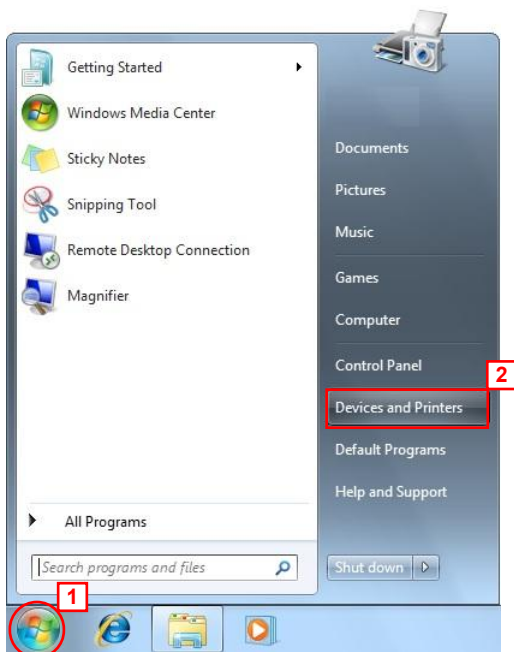 Getting Started
Windows Media Center
Sticky Notes
Snipping Tool
Remote Desktop Connection
Magnifier
All Programs
Search programs and files
Documents
Pictures
Music
Games
Computer
Control Panel
2
Devices and Printers
Default Programs
Help and Support
Shut down
1